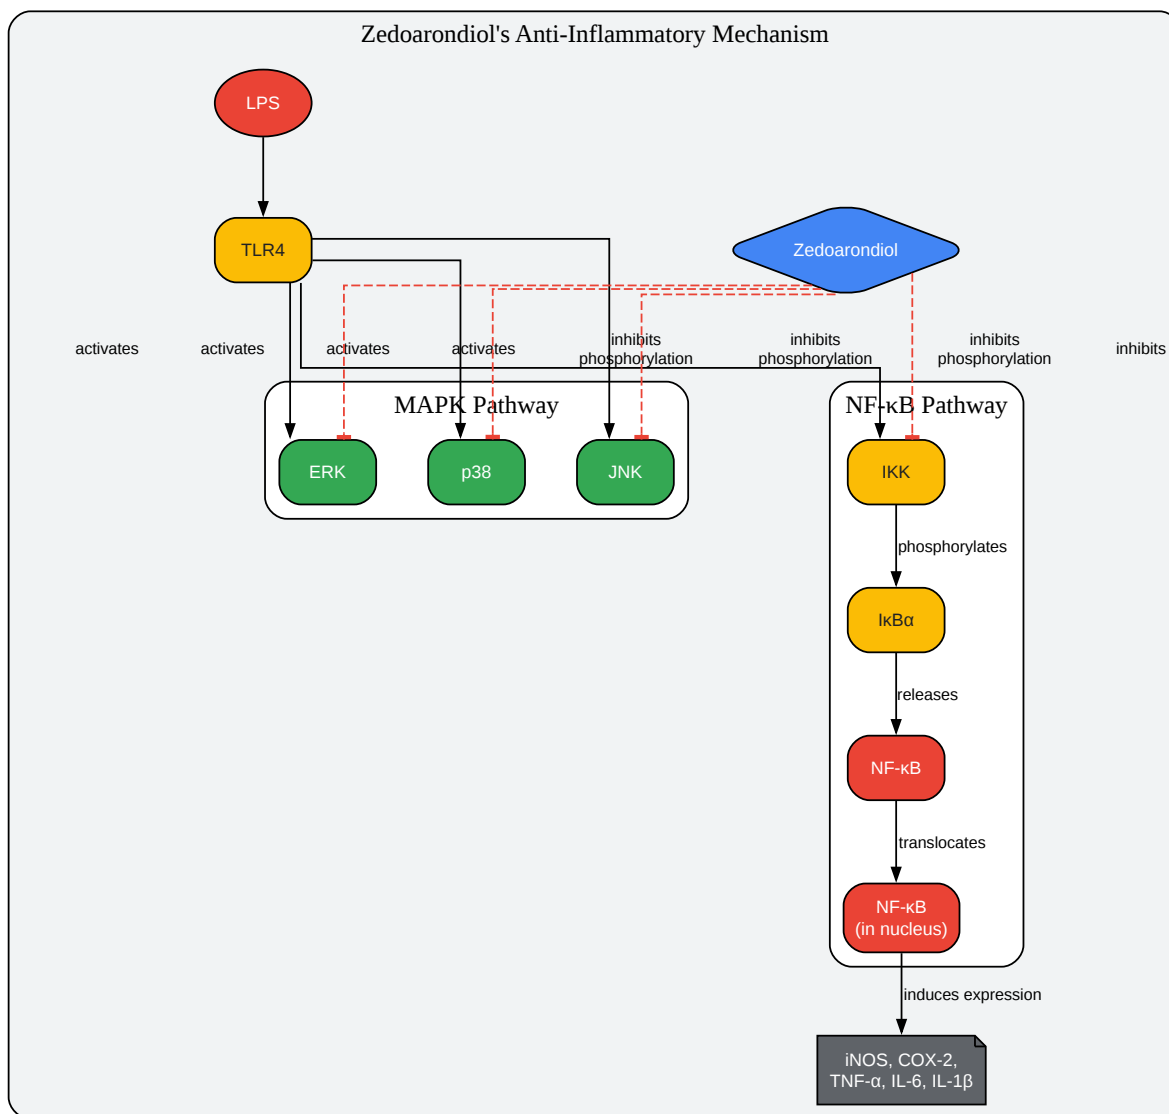 Zedoarondiol's Anti-Inflammatory Mechanism
LPS
TLR4
Zedoarondiol
activates
activates
activates
activates
inhibits
phosphorylation
inhibits
phosphorylation
inhibits
phosphorylation
inhibits
MAPK Pathway
NF-κB Pathway
ERK
p38
JNK
IKK
phosphorylates
IκBα
releases
NF-κB
translocates
NF-κB
(in nucleus)
induces expression
iNOS, COX-2,
TNF-α, IL-6, IL-1β